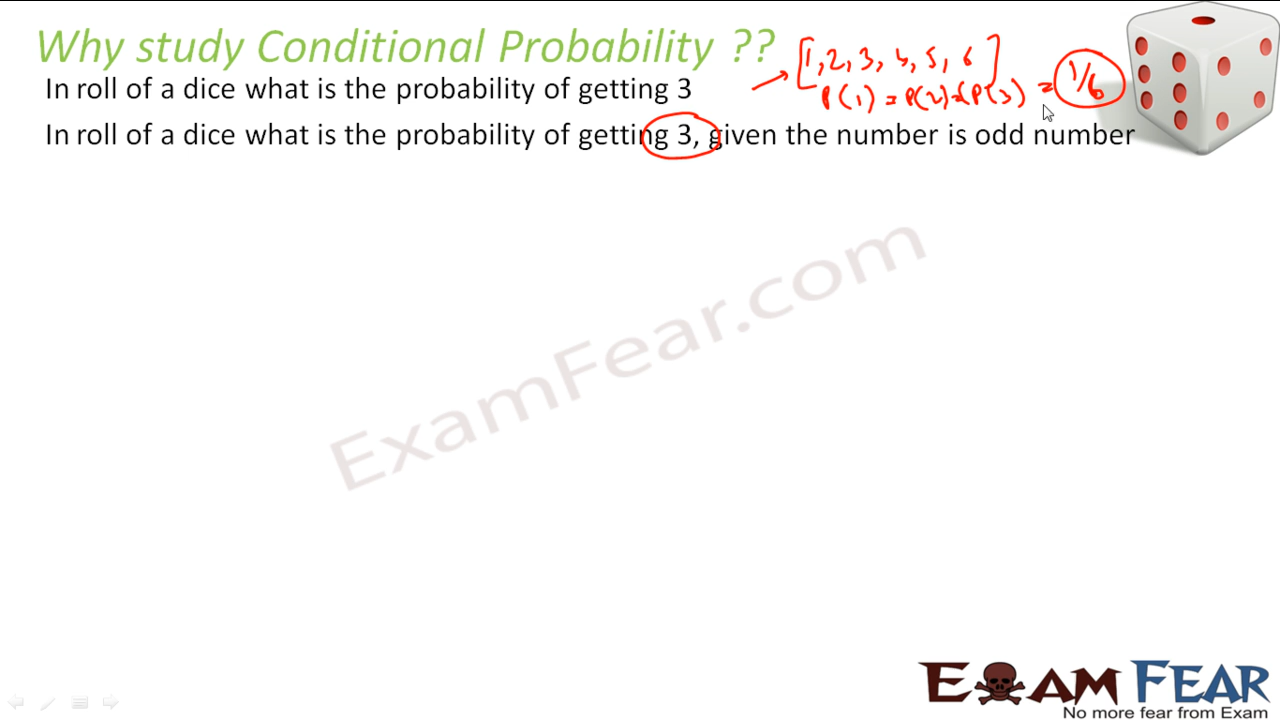 Why study Conditional Probability ??
[1, 2, 3, 4, 5, 6]
In roll of a dice what is the probability of getting 3
P(1) = P(2) = P(3) = 1/6
In roll of a dice what is the probability of getting 3, given the number is odd number
ExamFear.com
EXAM FEAR
No more fear from Exam